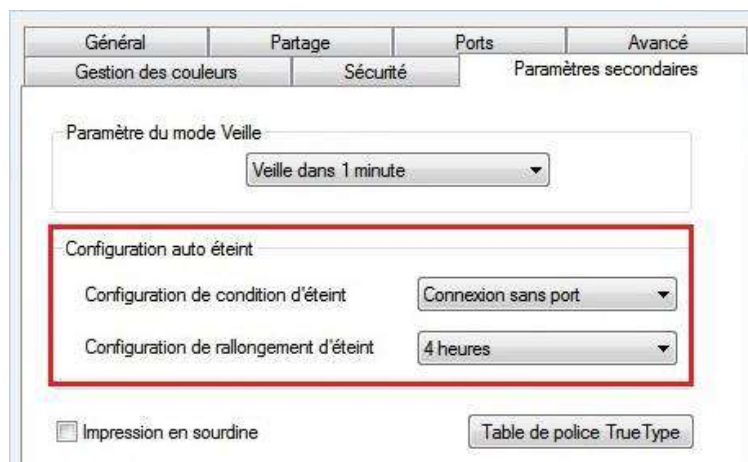 Général Partage Ports Avancé
Gestion des couleurs Sécurité Paramètres secondaires
Paramètre du mode Veille
Veille dans 1 minute
Configuration auto éteint
Configuration de condition d'éteint Connexion sans port
Configuration de rallongement d'éteint 4 heures
Impression en sourdine Table de police TrueType